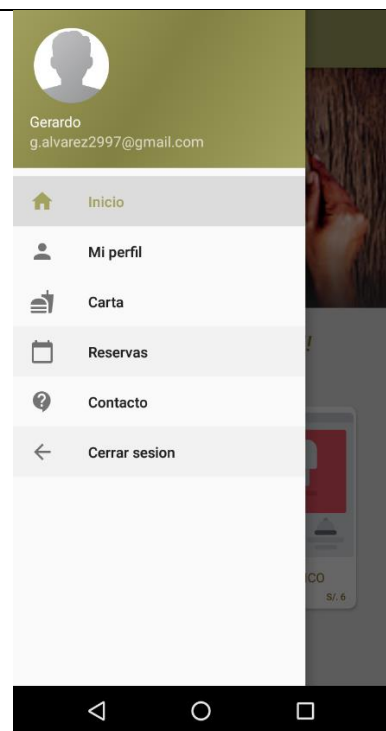 Gerardo
g.alvarez2997@gmail.com
Inicio
Mi perfil
Carta
Reservas
Contacto
Cerrar sesion
!
CO
S/. 6